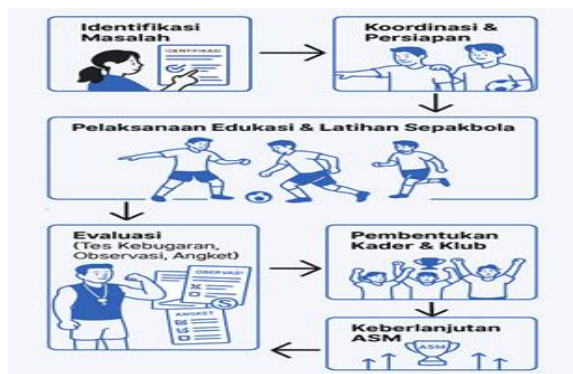 Identifikasi
Masalah
IDENTIFIKASI
Koordinasi &
Persiapan
Pelaksanaan Edukasi & Latihan Sepakbola
Evaluasi
(Tes Kebugaran,
Observasi, Angket)
OBSERVASI
ANGKET
Pembentukan
Kader & Klub
Keberlanjutan
ASM
ASM